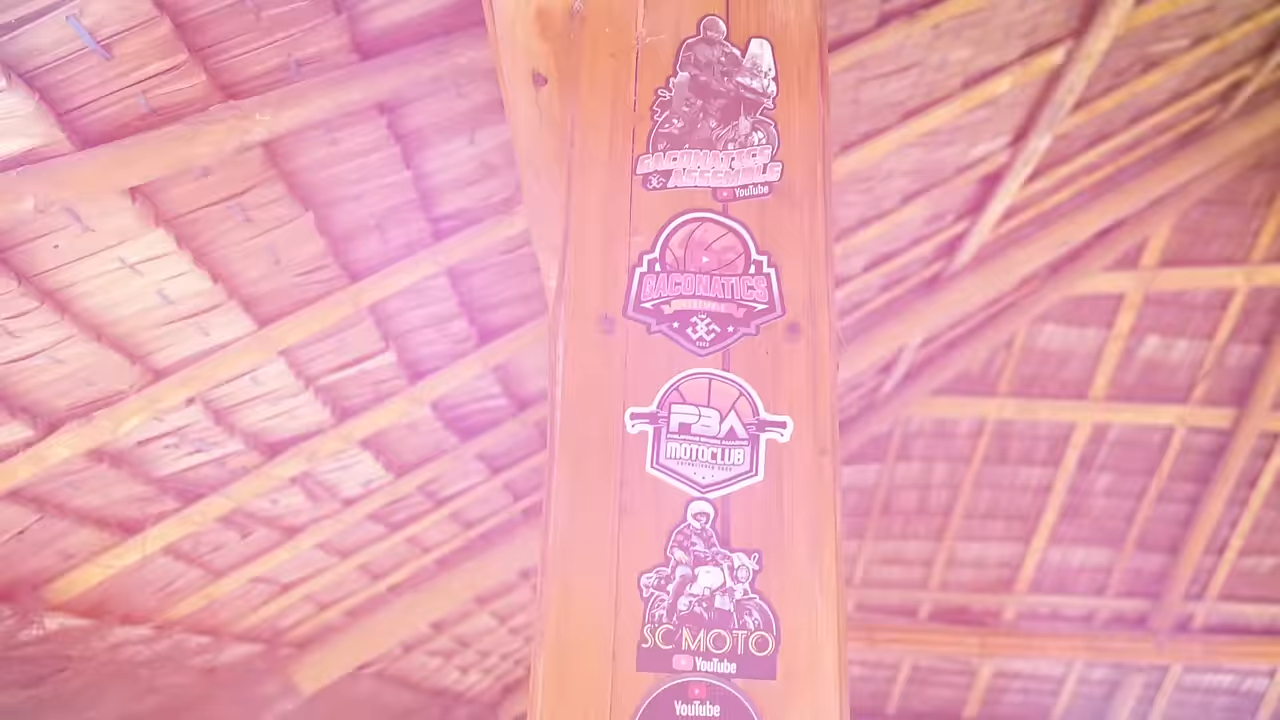 GACONATICS
ASSEMBLE
YouTube
GACONATICS
PBA
MOTOCLUB
SC MOTO
YouTube
YouTube